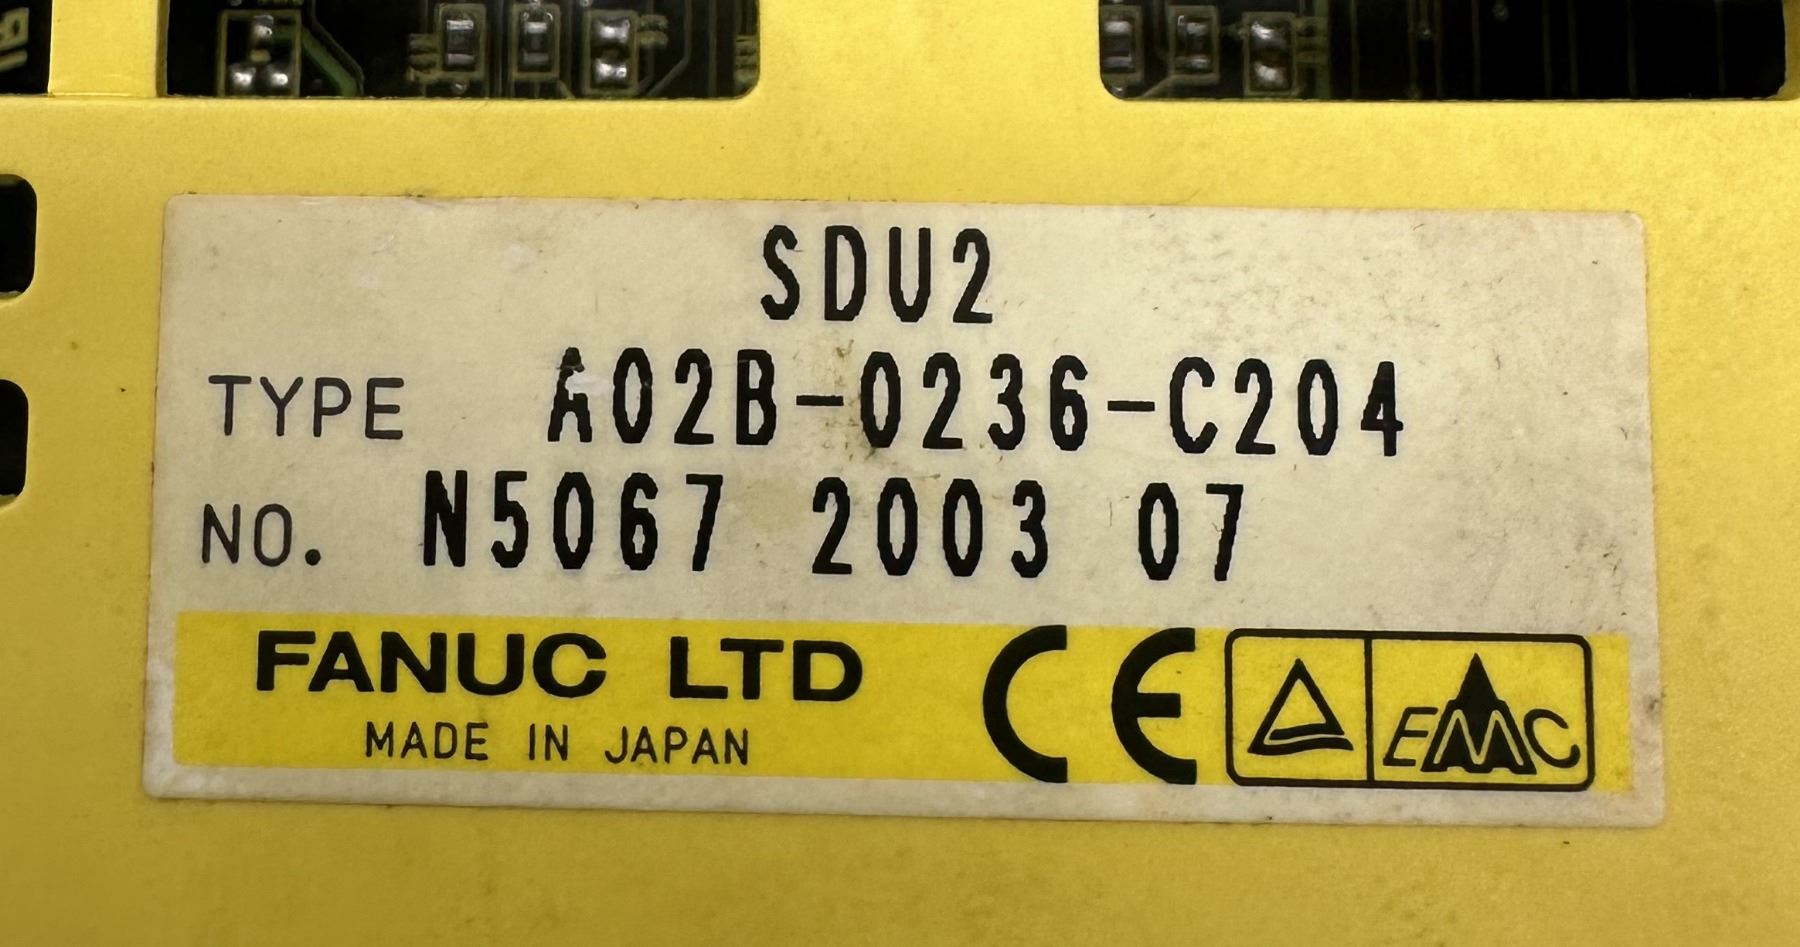 SDU2
TYPE A02B-0236-C204
NO. N5067 2003 07
FANUC LTD
MADE IN JAPAN
CE
EMC